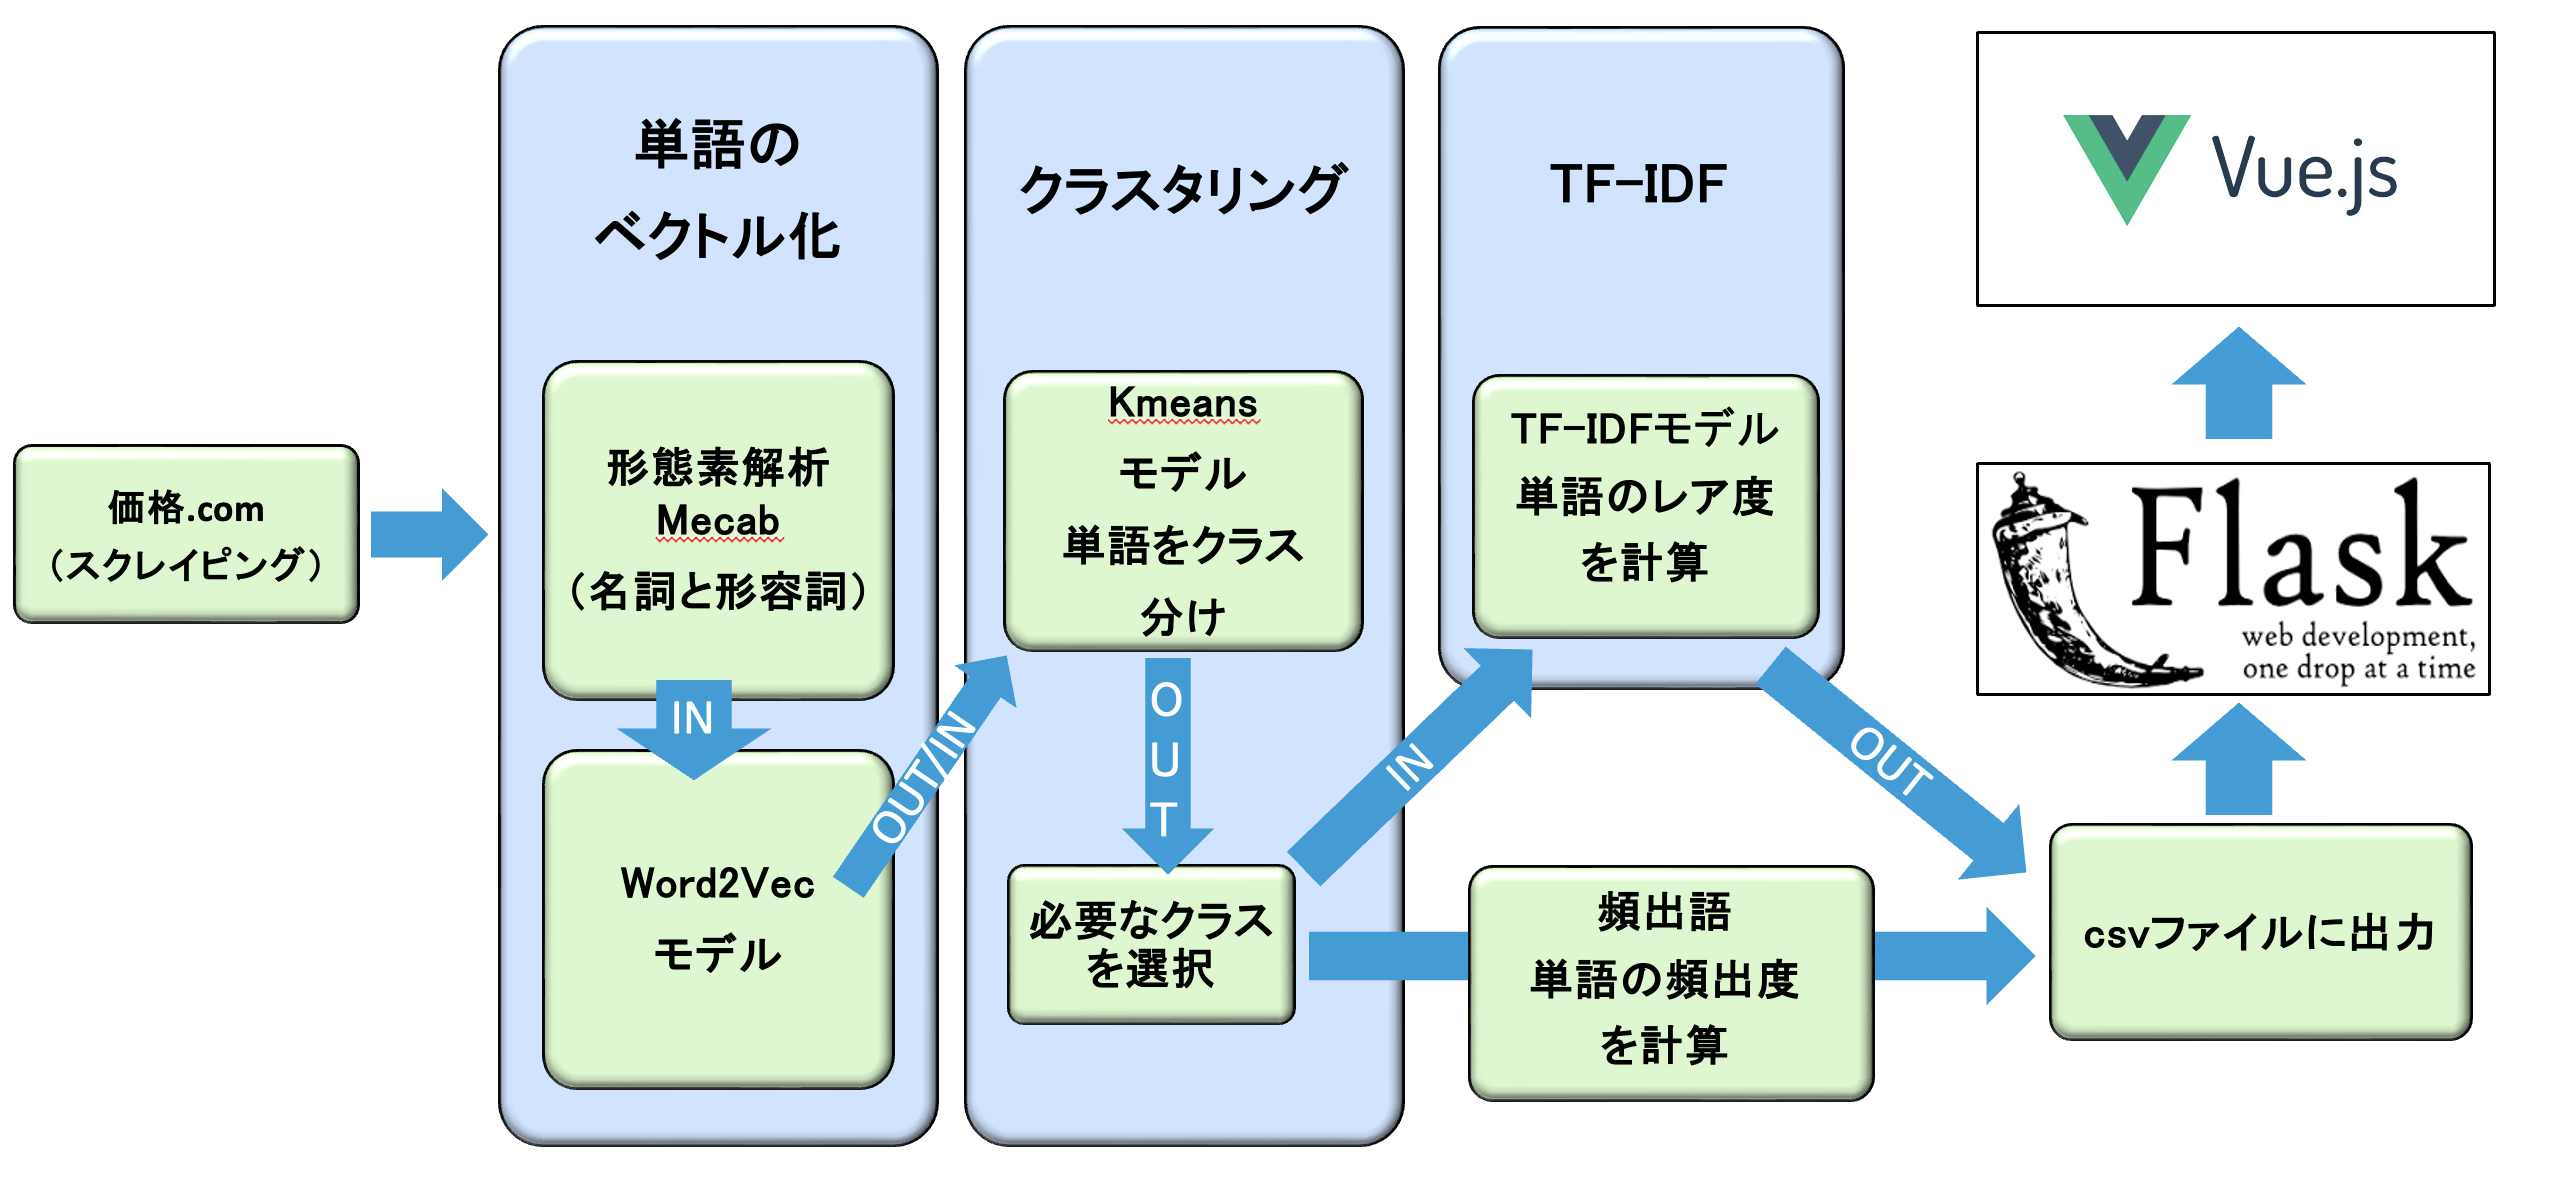 価格.com
（スクレイピング）
単語の
ベクトル化
形態素解析
Mecab
（名詞と形容詞）
IN
Word2Vec
モデル
OUT/IN
クラスタリング
Kmeans
モデル
単語をクラス
分け
OUT
必要なクラス
を選択
IN
TF-IDF
TF-IDFモデル
単語のレア度
を計算
OUT
頻出語
単語の頻出度
を計算
csvファイルに出力
Flask
web development,
one drop at a time
Vue.js